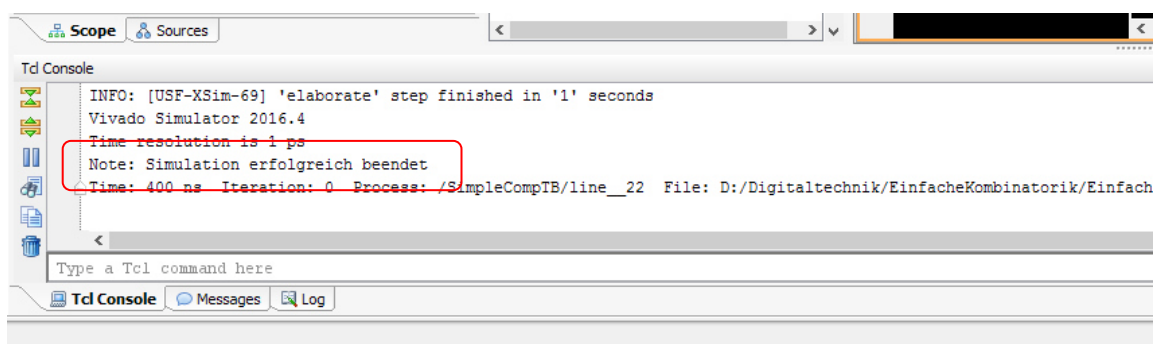 Scope Sources
Tcl Console
INFO: [USF-XSim-69] 'elaborate' step finished in '1' seconds
Vivado Simulator 2016.4
Time resolution is 1 ps
Note: Simulation erfolgreich beendet
Time: 400 ns Iteration: 0 Process: /SimpleCompTB/line__22 File: D:/Digitaltechnik/EinfacheKombinatorik/Einfach
Type a Tcl command here
Tcl Console Messages Log